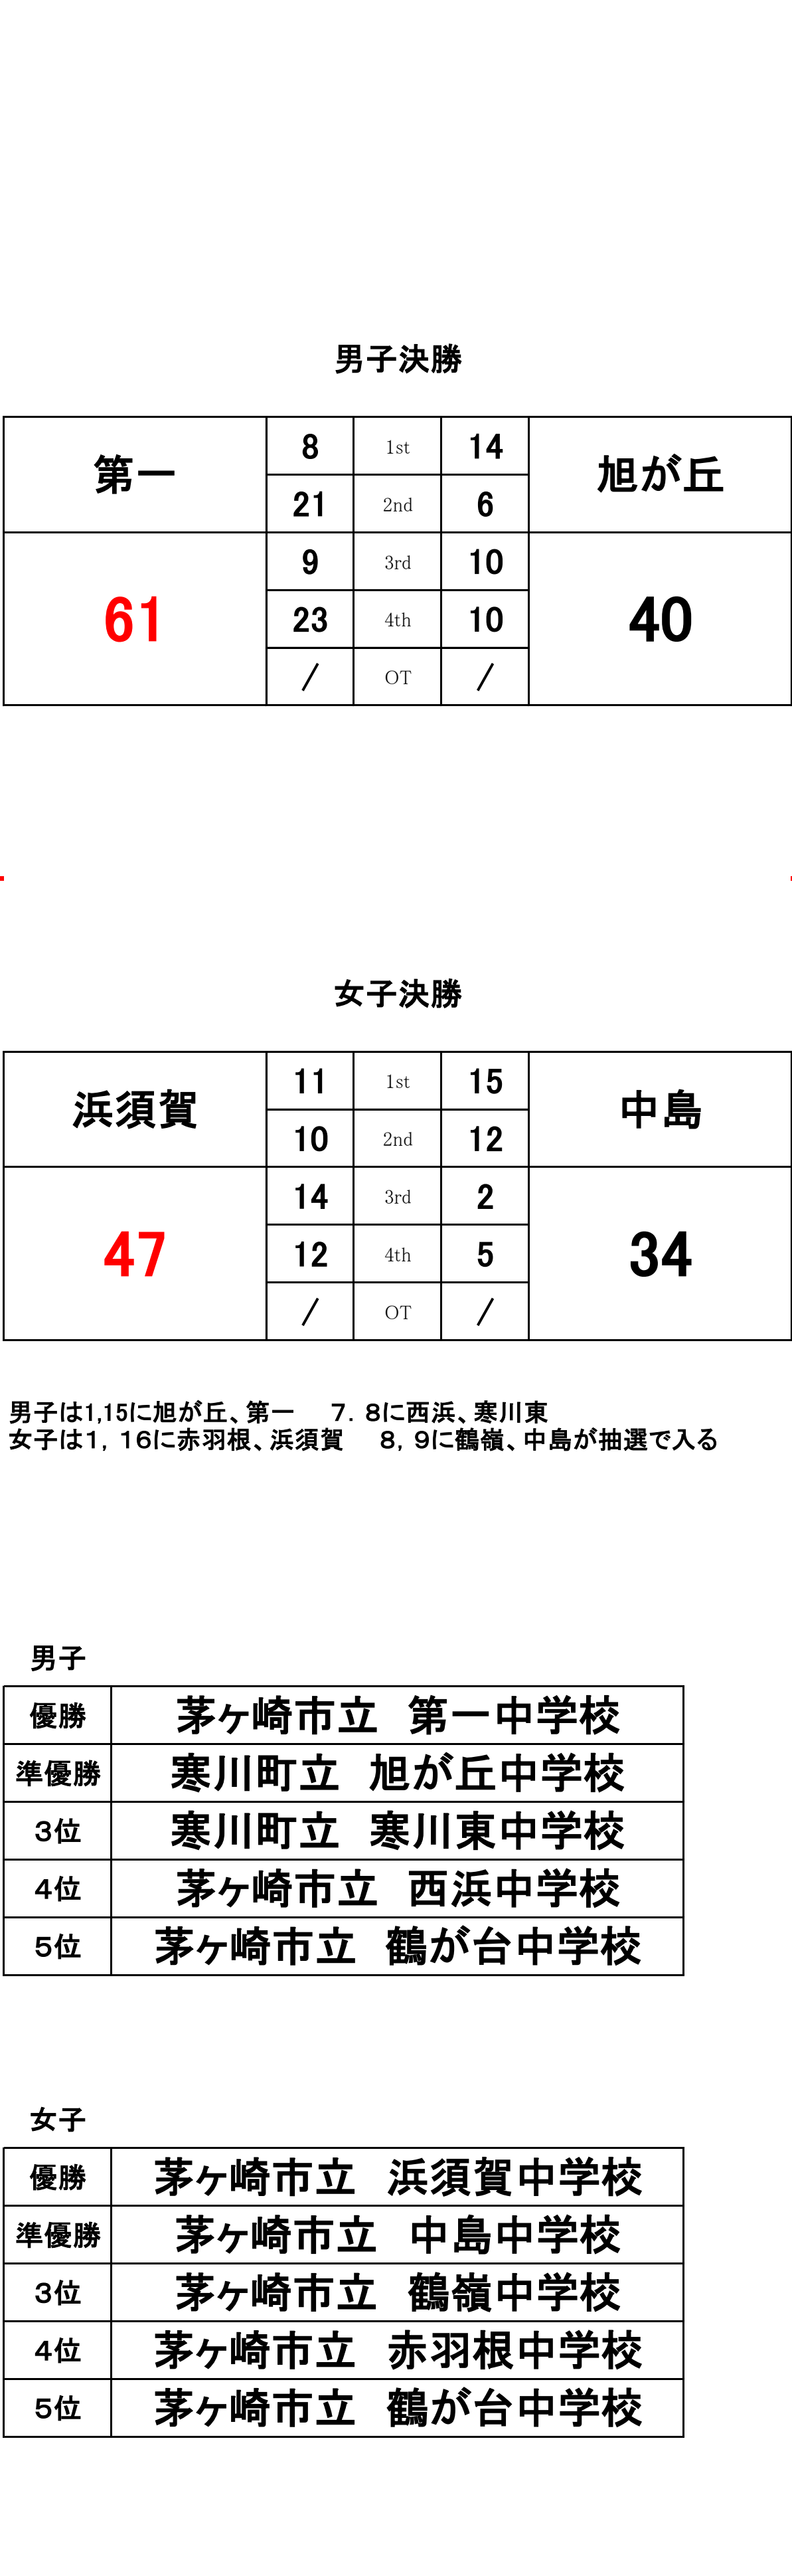 男子決勝
第一 8 1st 14 旭が丘
21 2nd 6
61 9 3rd 10 40
23 4th 10
/ OT /
女子決勝
浜須賀 11 1st 15 中島
10 2nd 12
47 14 3rd 2 34
12 4th 5
/ OT /
男子は1,15に旭が丘、第一　7．8に西浜、寒川東
女子は1，16に赤羽根、浜須賀　8，9に鶴嶺、中島が抽選で入る
男子
優勝 茅ヶ崎市立　第一中学校
準優勝 寒川町立　旭が丘中学校
3位 寒川町立　寒川東中学校
4位 茅ヶ崎市立　西浜中学校
5位 茅ヶ崎市立　鶴が台中学校
女子
優勝 茅ヶ崎市立　浜須賀中学校
準優勝 茅ヶ崎市立　中島中学校
3位 茅ヶ崎市立　鶴嶺中学校
4位 茅ヶ崎市立　赤羽根中学校
5位 茅ヶ崎市立　鶴が台中学校